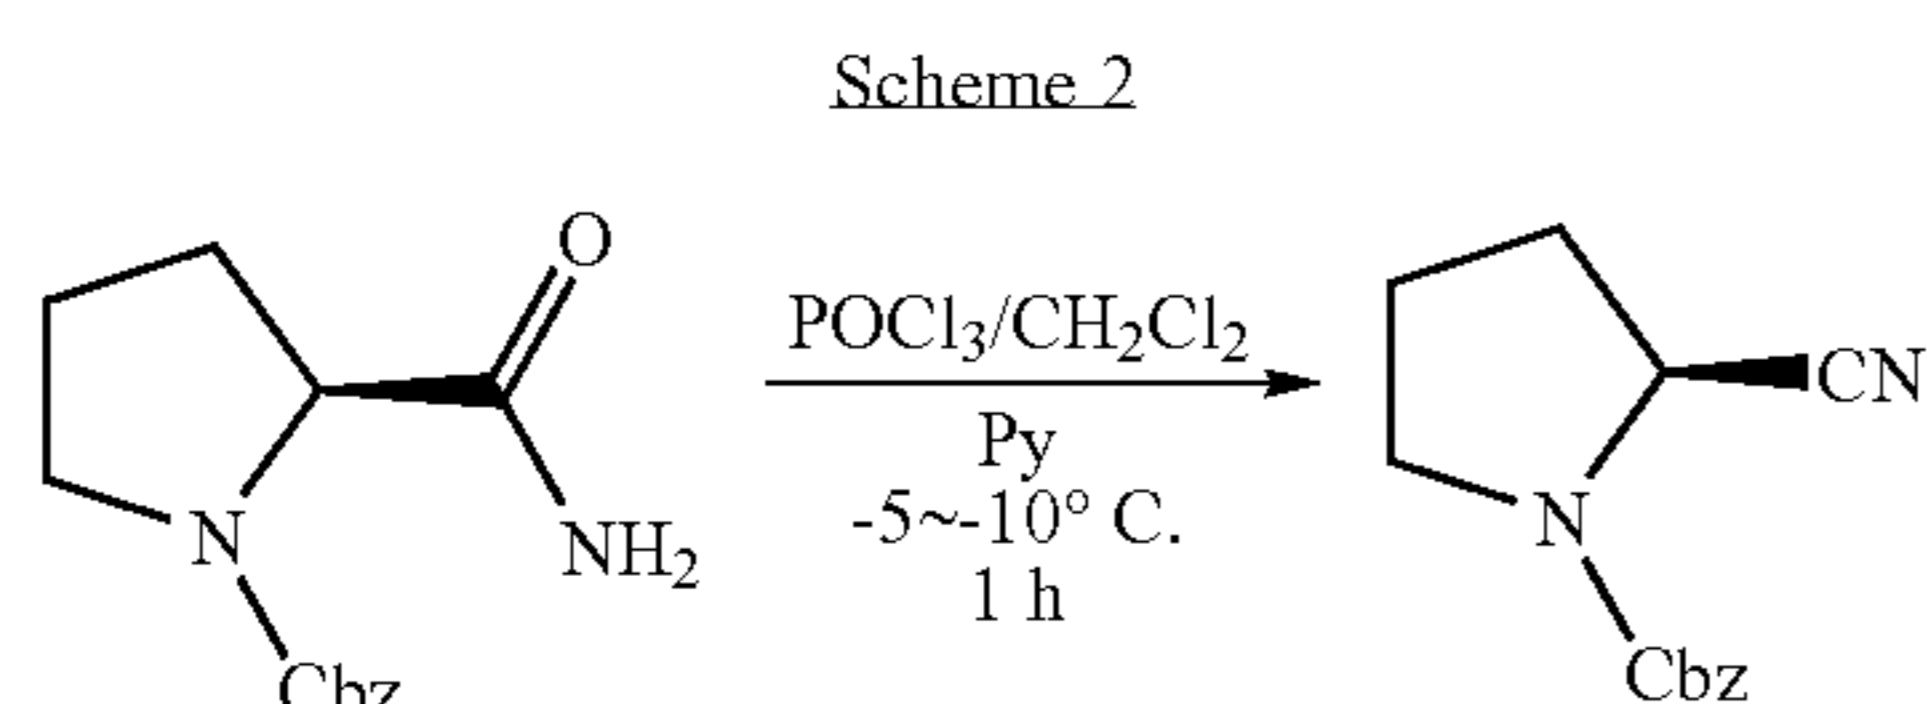 Scheme 2
O
POCl₃/CH₂Cl₂
CN
Py
N
NH₂
-5~-10° C.
N
1 h
Cbz
Cbz